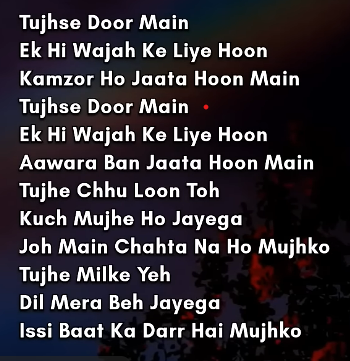 Tujhse Door Main
Ek Hi Wajah Ke Liye Hoon
Kamzor Ho Jaata Hoon Main
Tujhse Door Main
Ek Hi Wajah Ke Liye Hoon
Aawara Ban Jaata Hoon Main
Tujhe Chhu Loon Toh
Kuch Mujhe Ho Jayega
Joh Main Chahta Na Ho Mujhko
Tujhe Milke Yeh
Dil Mera Beh Jayega
Issi Baat Ka Darr Hai Mujhko